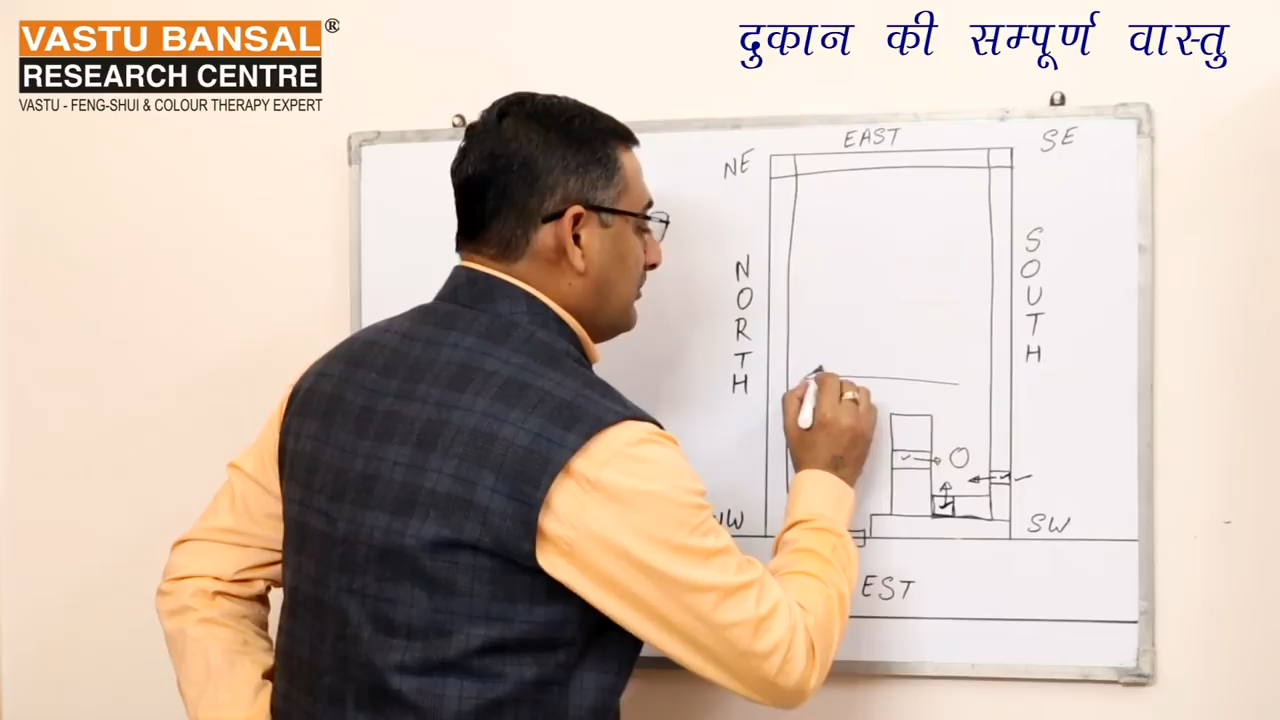 VASTU BANSAL®
RESEARCH CENTRE
VASTU - FENG-SHUI & COLOUR THERAPY EXPERT
दुकान की सम्पूर्ण वास्तु
EAST
NE
SE
NORTH
SOUTH
SW
EST